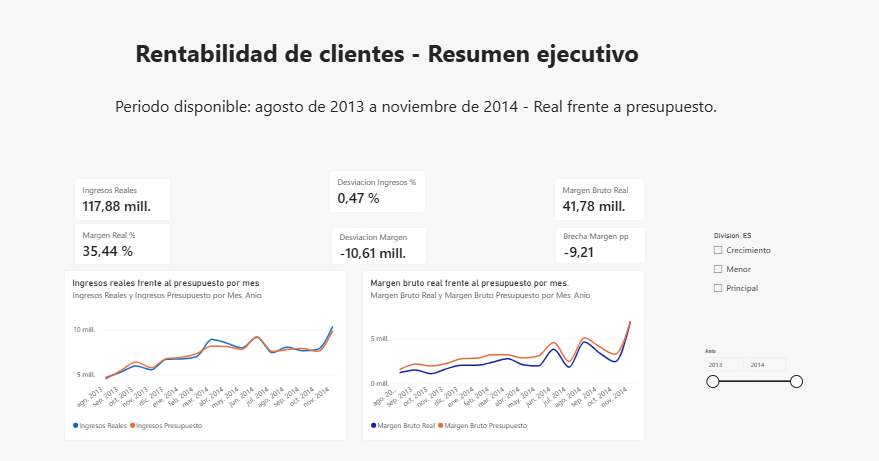 Rentabilidad de clientes - Resumen ejecutivo
Periodo disponible: agosto de 2013 a noviembre de 2014 - Real frente a presupuesto.
Ingresos Reales
117,88 mill.
Desviacion Ingresos %
0,47 %
Margen Bruto Real
41,78 mill.
Margen Real %
35,44 %
Desviacion Margen
-10,61 mill.
Brecha Margen pp
-9,21
Division_ES
Crecimiento
Menor
Principal
Ingresos reales frente al presupuesto por mes
Ingresos Reales y Ingresos Presupuesto por Mes_Anio
10 mill.
5 mill.
ago. 2013
sep. 2013
oct. 2013
nov. 2013
dic. 2013
ene. 2014
feb. 2014
mar. 2014
abr. 2014
may. 2014
jun. 2014
jul. 2014
ago. 2014
sep. 2014
oct. 2014
nov. 2014
Ingresos Reales Ingresos Presupuesto
Margen bruto real frente al presupuesto por mes.
Margen Bruto Real y Margen Bruto Presupuesto por Mes_Anio
5 mill.
0 mill.
ago. 20...
sep. 2013
oct. 2013
nov. 2013
dic. 2013
ene. 2014
feb. 2014
mar. 2014
abr. 2014
may. 2014
jun. 2014
jul. 2014
ago. 2014
sep. 2014
oct. 2014
nov. 2014
Margen Bruto Real Margen Bruto Presupuesto
Anio
2013 2014